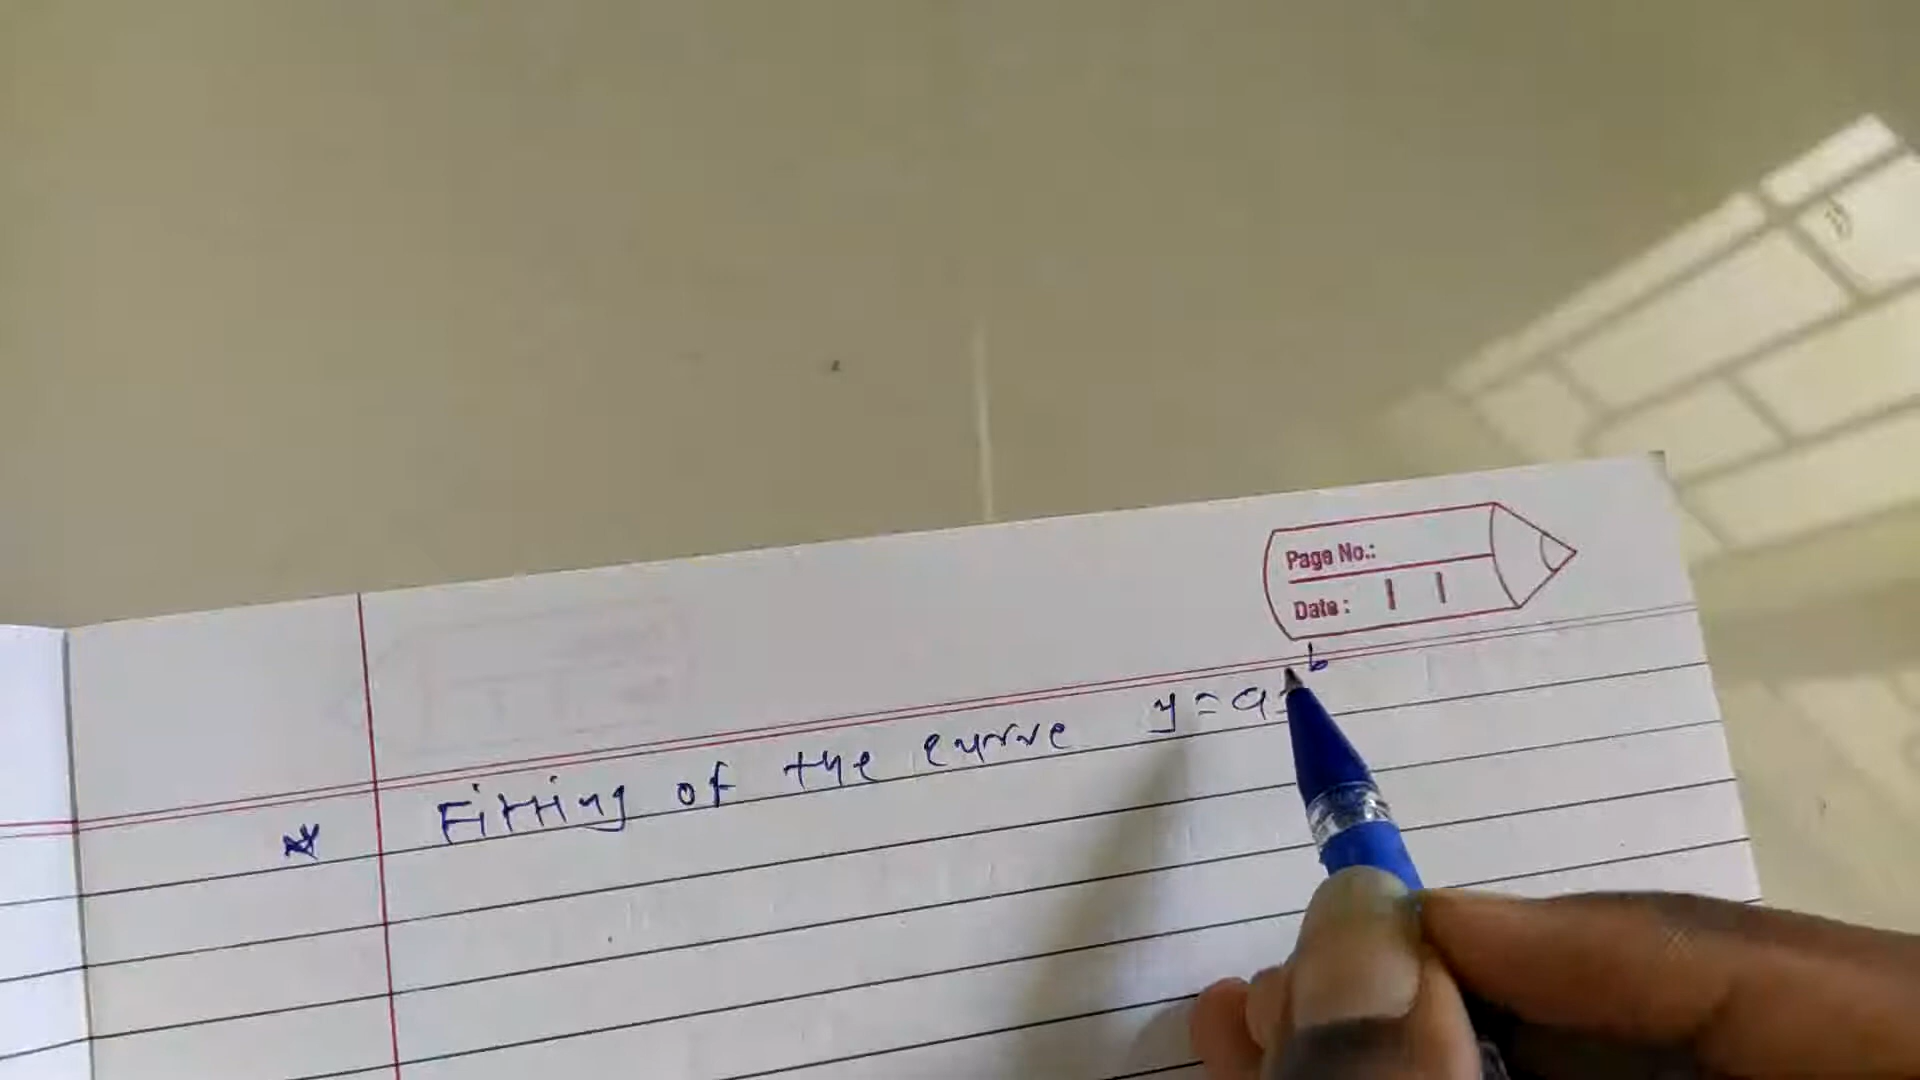 Page No.:
Date :
Fitting of the curve y = a
b